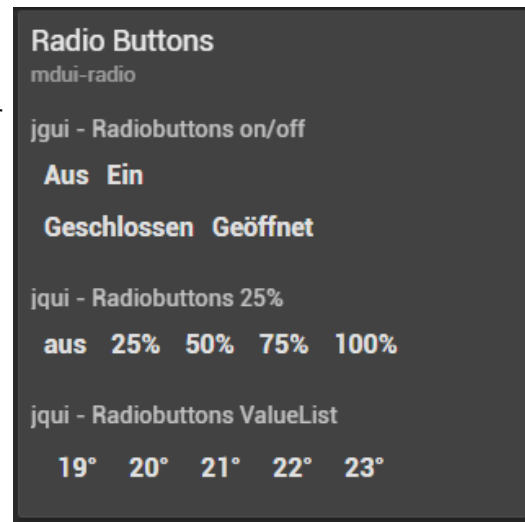 Radio Buttons
mdui-radio
jgui - Radiobuttons on/off
Aus Ein
Geschlossen Geöffnet
jqui - Radiobuttons 25%
aus 25% 50% 75% 100%
jqui - Radiobuttons ValueList
19° 20° 21° 22° 23°